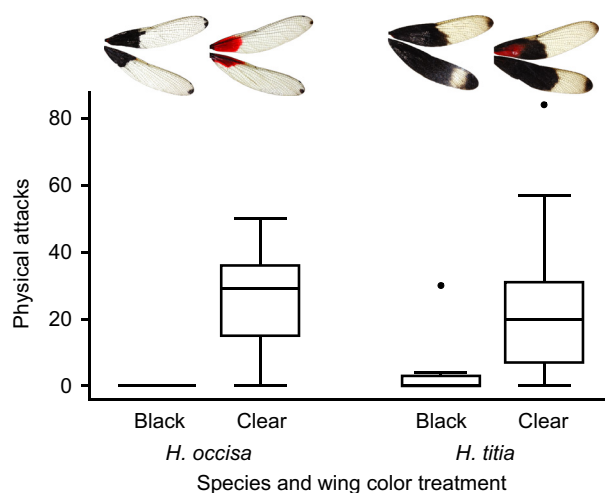 80
60
40
20
0
Physical attacks
Black Clear Black Clear
H. occisa H. titia
Species and wing color treatment